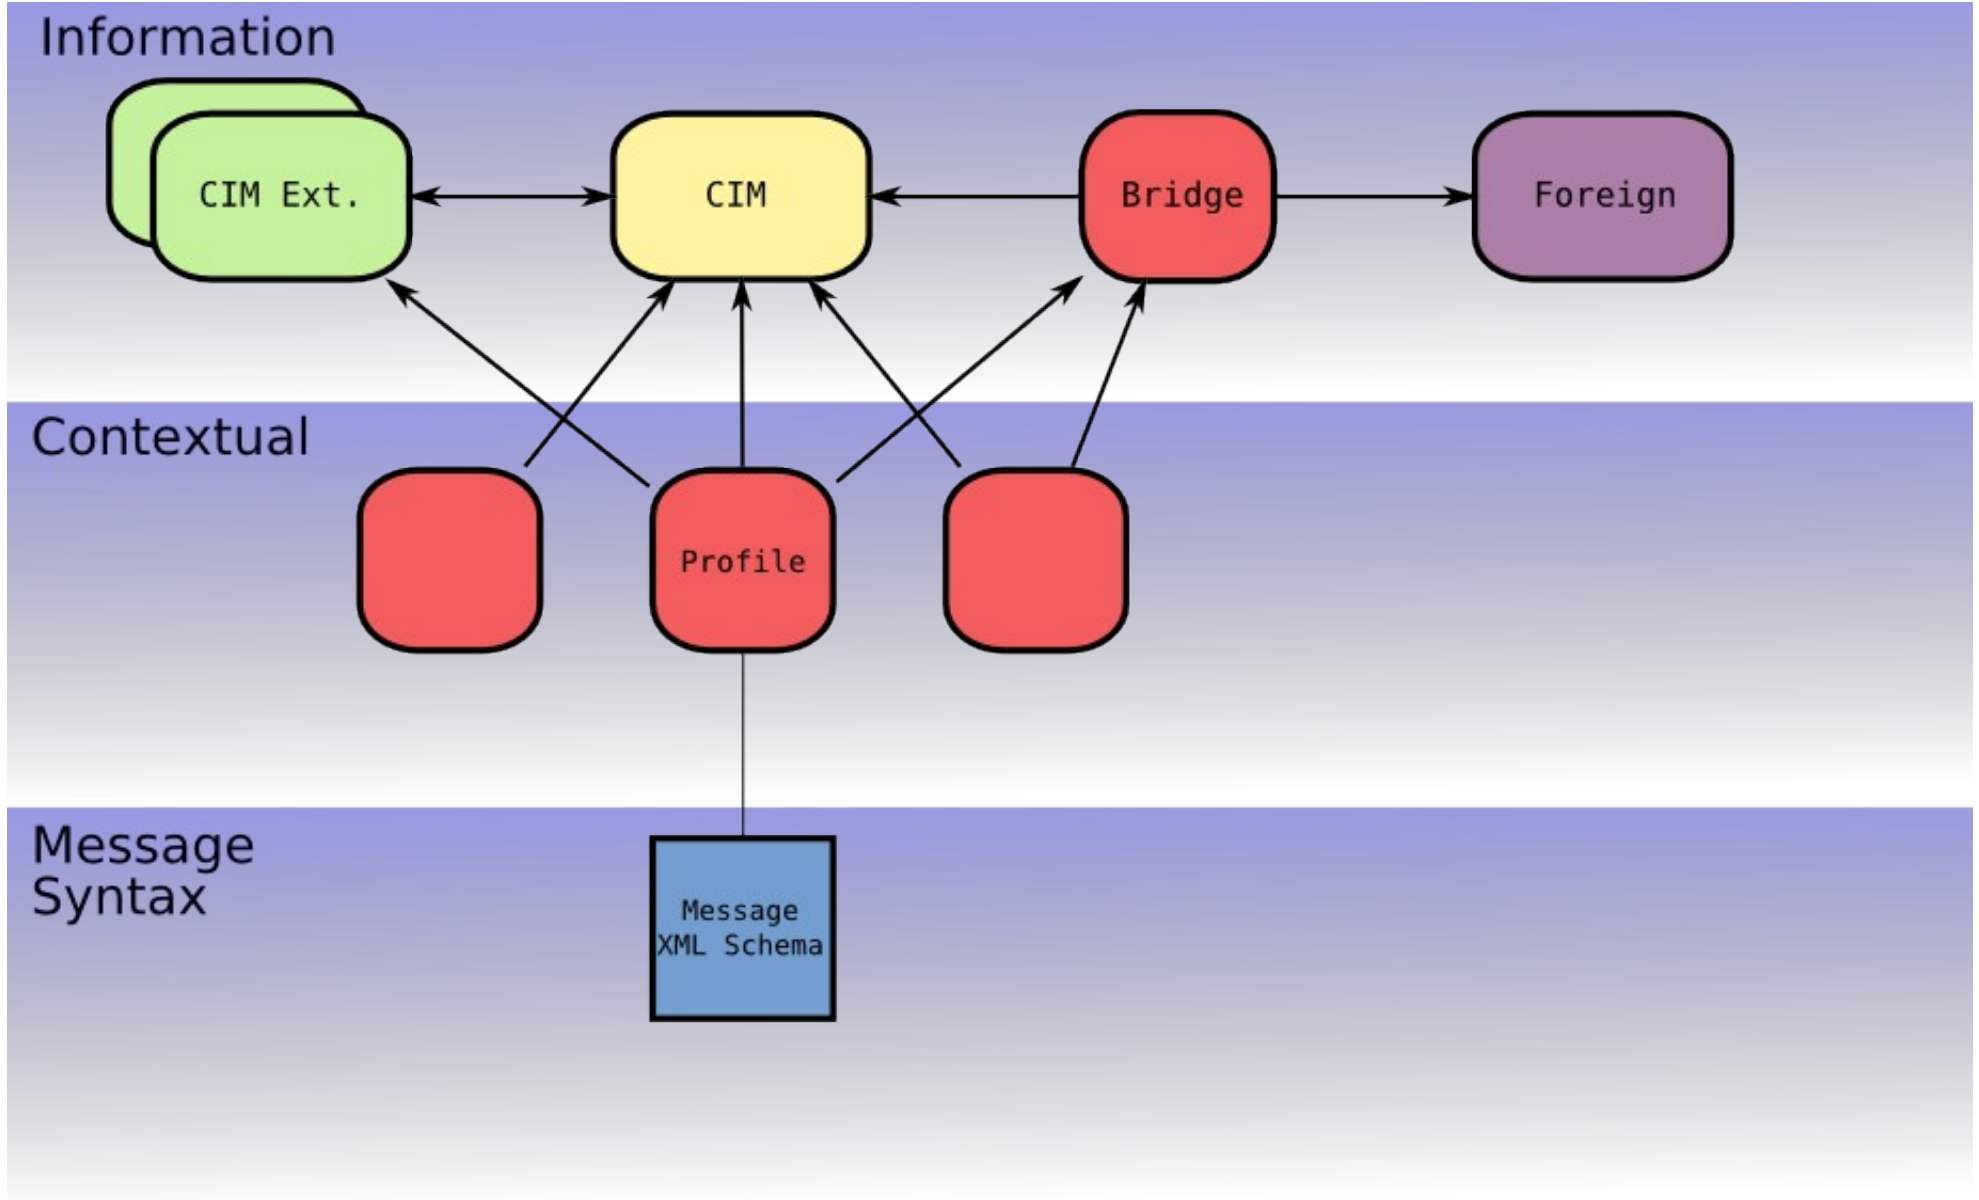 Information
CIM Ext.
CIM
Bridge
Foreign
Contextual
Profile
Message
Syntax
Message
XML Schema